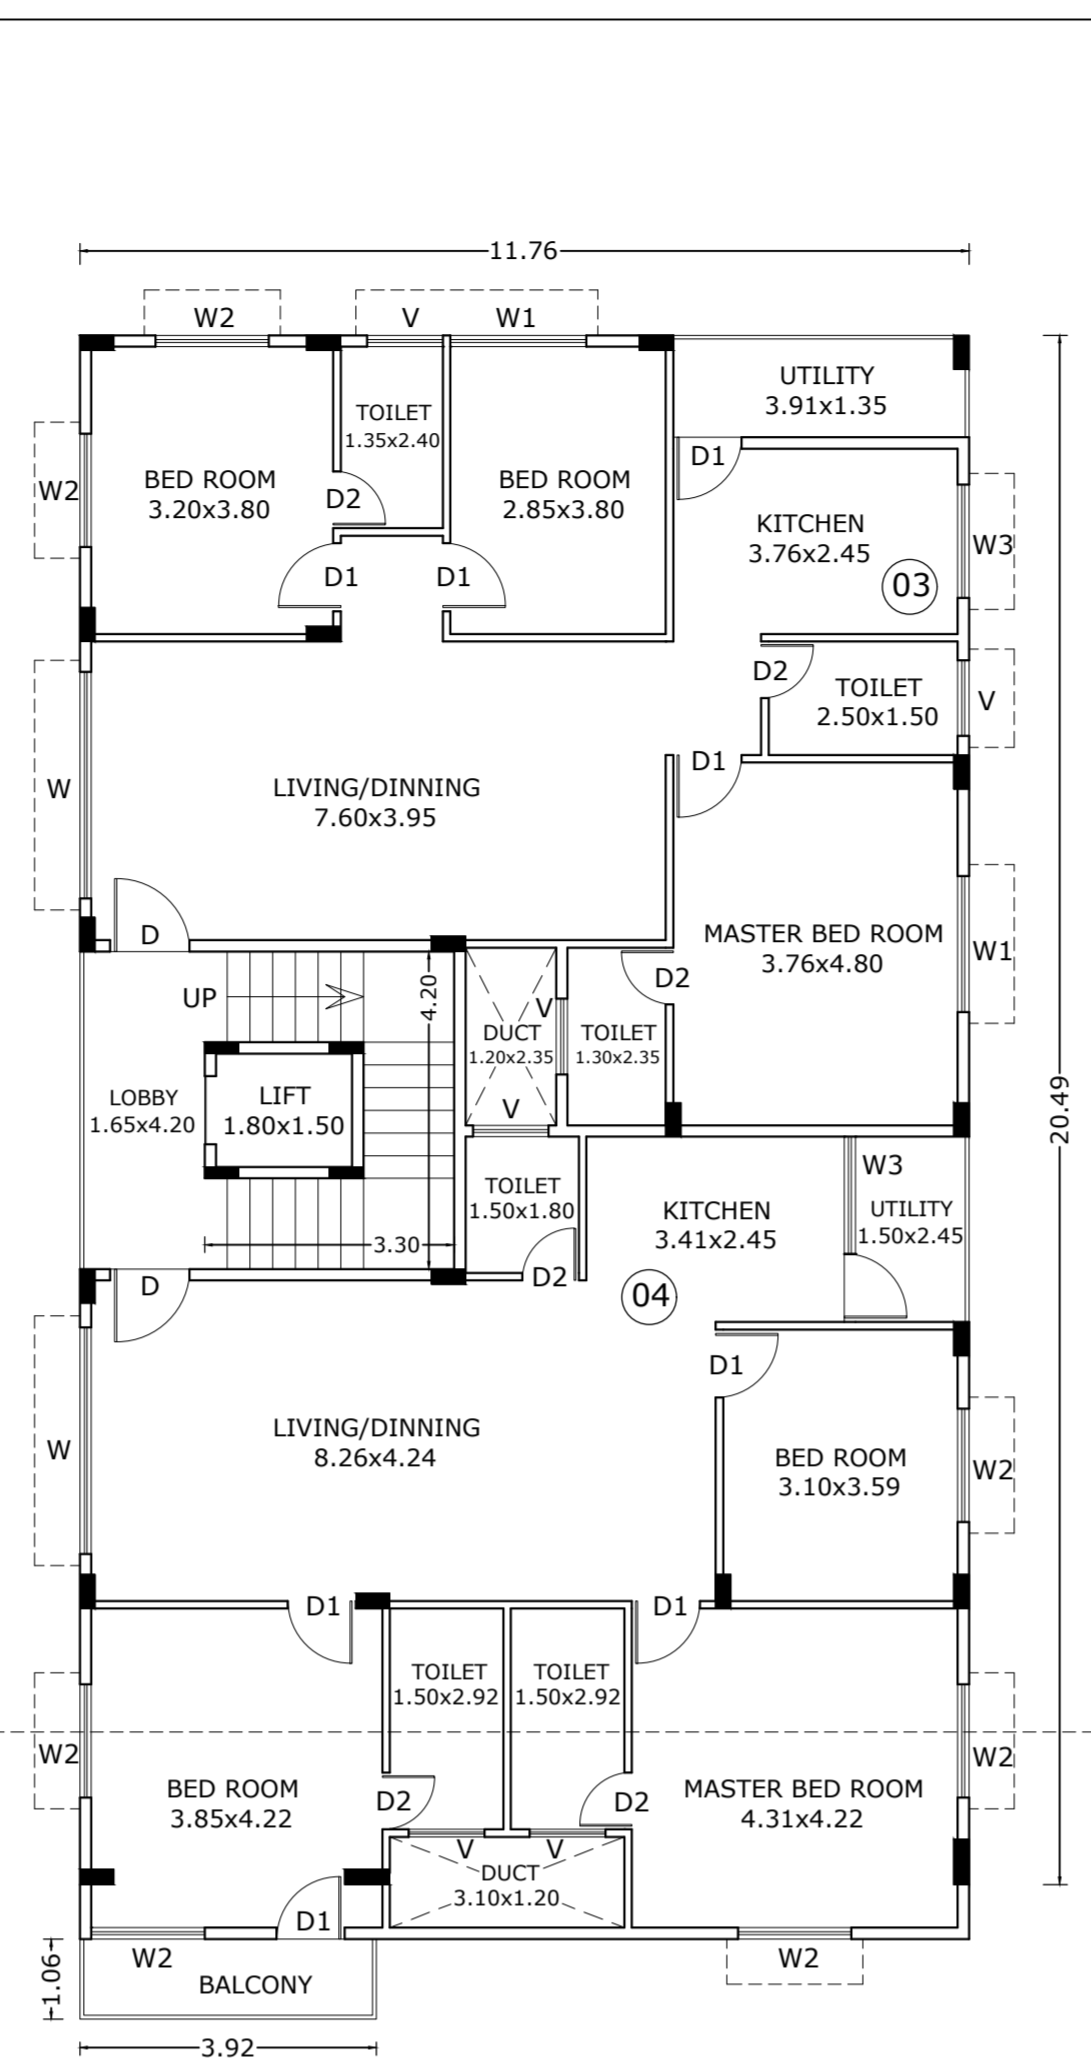 11.76
W2
V
W1
UTILITY
3.91x1.35
TOILET
1.35x2.40
D1
BED ROOM
3.20x3.80
BED ROOM
2.85x3.80
W2
D2
KITCHEN
3.76x2.45
W3
03
D1
D1
D2
TOILET
2.50x1.50
V
W
LIVING/DINNING
7.60x3.95
D1
D
MASTER BED ROOM
3.76x4.80
W1
UP
4.20
D2
V
DUCT
1.20x2.35
TOILET
1.30x2.35
LOBBY
1.65x4.20
LIFT
1.80x1.50
V
20.49
W3
TOILET
1.50x1.80
KITCHEN
3.41x2.45
UTILITY
1.50x2.45
3.30
D
D2
04
D1
W
LIVING/DINNING
8.26x4.24
BED ROOM
3.10x3.59
W2
D1
D1
TOILET
1.50x2.92
TOILET
1.50x2.92
W2
W2
BED ROOM
3.85x4.22
D2
D2
MASTER BED ROOM
4.31x4.22
V
V
DUCT
3.10x1.20
D1
W2
W2
1.06
BALCONY
3.92